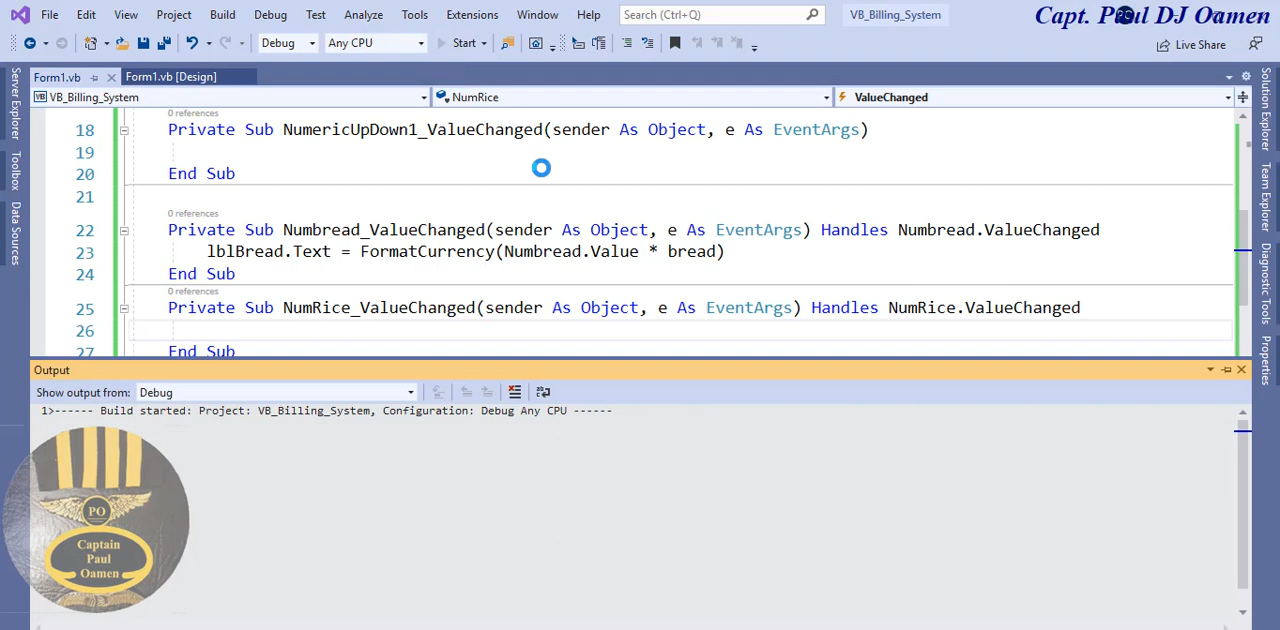 File Edit View Project Build Debug Test Analyze Tools Extensions Window Help Search (Ctrl+Q) VB_Billing_System Capt. Paul DJ Oamen
Debug Any CPU Start Live Share
Form1.vb Form1.vb [Design]
VB_Billing_System NumRice ValueChanged
0 references
18 Private Sub NumericUpDown1_ValueChanged(sender As Object, e As EventArgs)
19
20 End Sub
21
0 references
22 Private Sub Numbread_ValueChanged(sender As Object, e As EventArgs) Handles Numbread.ValueChanged
23 lblBread.Text = FormatCurrency(Numbread.Value * bread)
24 End Sub
0 references
25 Private Sub NumRice_ValueChanged(sender As Object, e As EventArgs) Handles NumRice.ValueChanged
26
27 End Sub
Output
Show output from: Debug
1>------ Build started: Project: VB_Billing_System, Configuration: Debug Any CPU ------
PO
Captain
Paul
Oamen
Server Explorer
Toolbox
Data Sources
Solution Explorer
Team Explorer
Diagnostic Tools
Properties